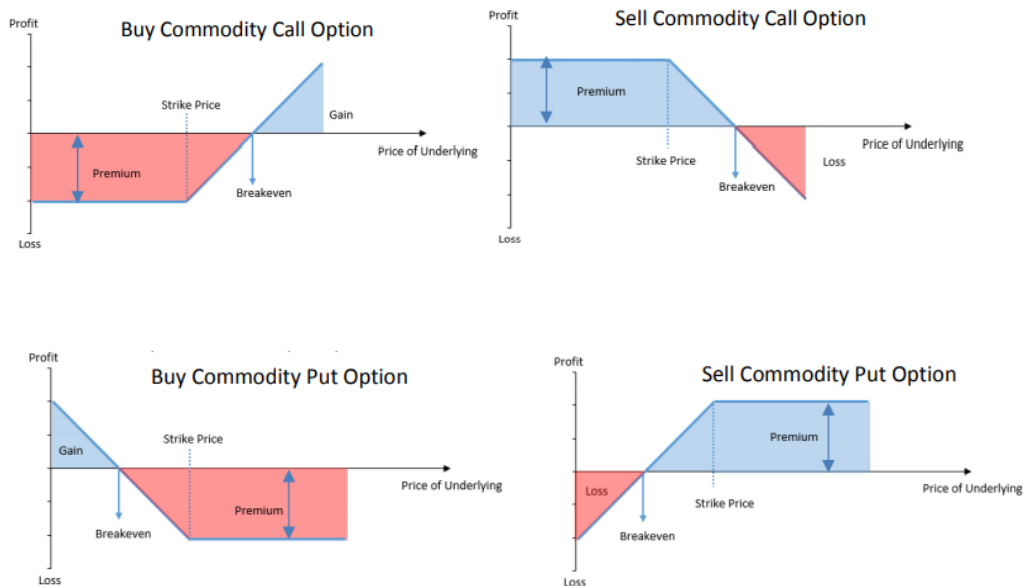 Profit
Buy Commodity Call Option
Strike Price
Gain
Price of Underlying
Premium
Breakeven
Loss
Profit
Sell Commodity Call Option
Premium
Strike Price
Loss
Price of Underlying
Breakeven
Loss
Profit
Buy Commodity Put Option
Strike Price
Gain
Price of Underlying
Premium
Breakeven
Loss
Profit
Sell Commodity Put Option
Premium
Loss
Price of Underlying
Strike Price
Breakeven
Loss